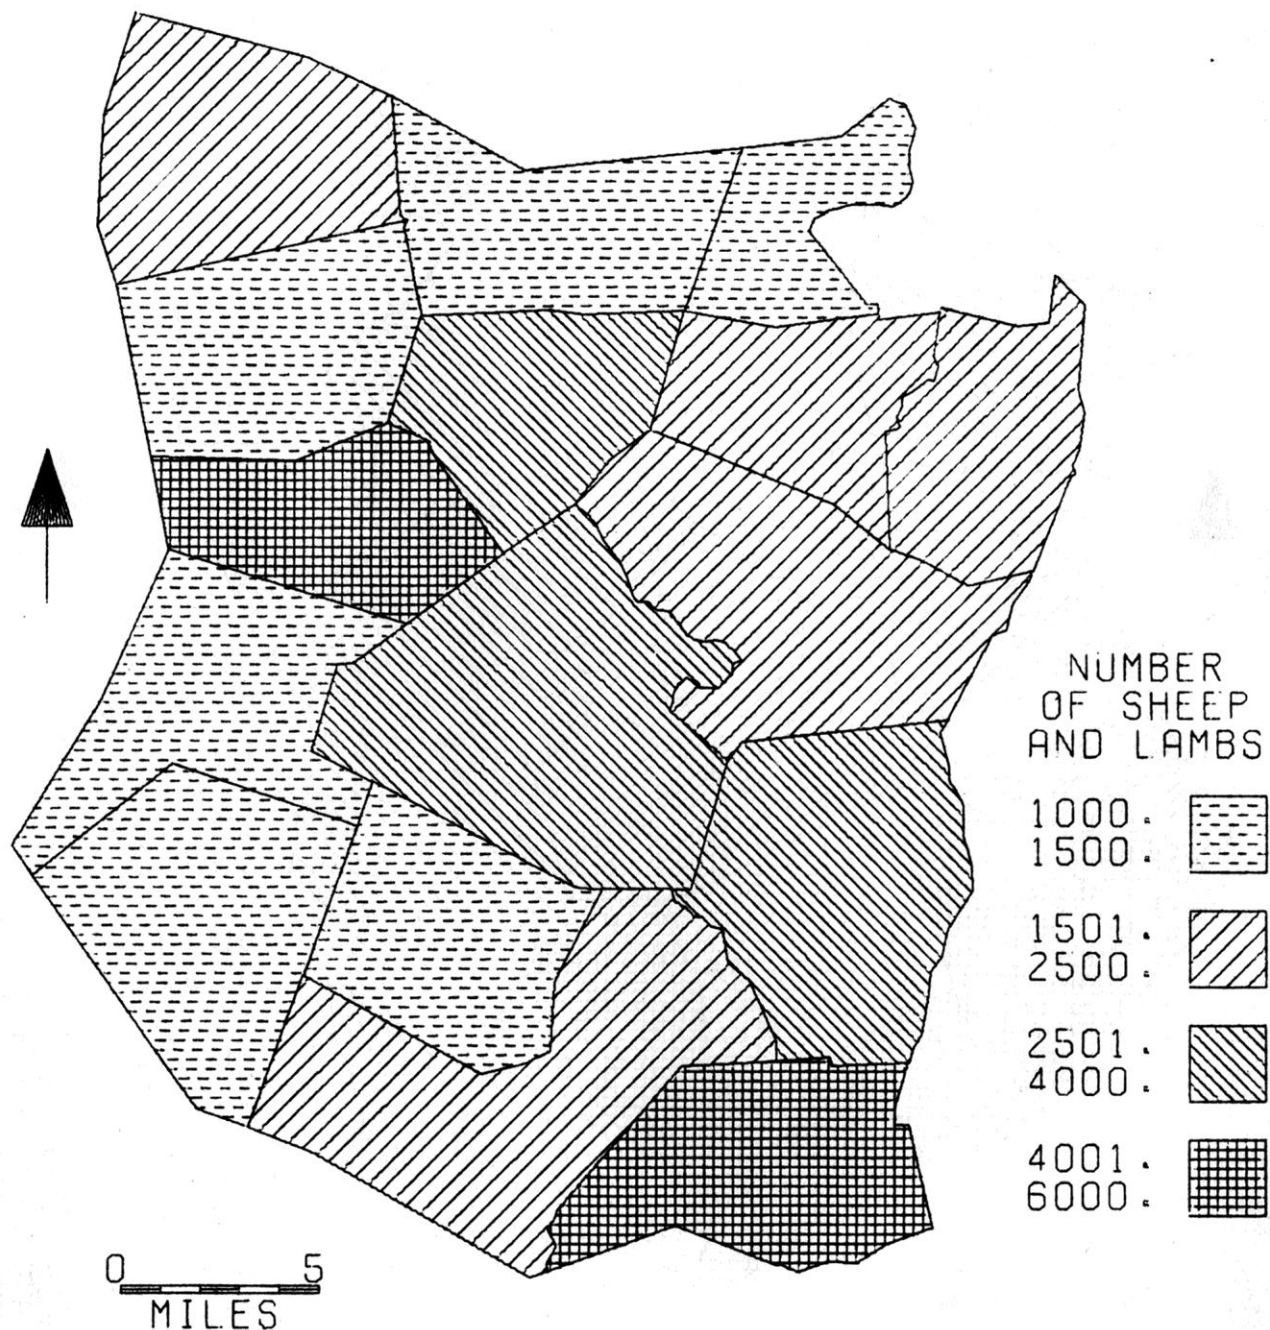 NUMBER
OF SHEEP
AND LAMBS
1000.
1500.
1501.
2500.
2501.
4000.
4001.
6000.
0 5
MILES